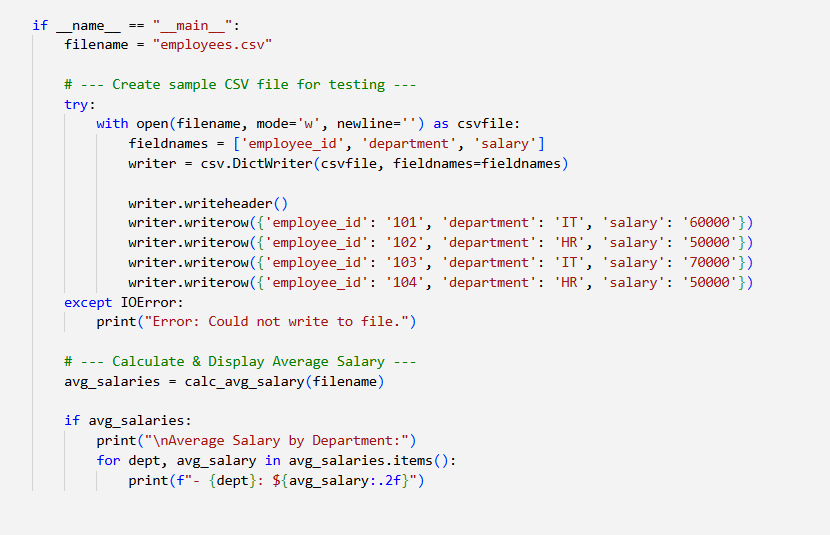 if __name__ == "__main__":
    filename = "employees.csv"

    # --- Create sample CSV file for testing ---
    try:
        with open(filename, mode='w', newline='') as csvfile:
            fieldnames = ['employee_id', 'department', 'salary']
            writer = csv.DictWriter(csvfile, fieldnames=fieldnames)

            writer.writeheader()
            writer.writerow({'employee_id': '101', 'department': 'IT', 'salary': '60000'})
            writer.writerow({'employee_id': '102', 'department': 'HR', 'salary': '50000'})
            writer.writerow({'employee_id': '103', 'department': 'IT', 'salary': '70000'})
            writer.writerow({'employee_id': '104', 'department': 'HR', 'salary': '50000'})
    except IOError:
        print("Error: Could not write to file.")

    # --- Calculate & Display Average Salary ---
    avg_salaries = calc_avg_salary(filename)

    if avg_salaries:
        print("\nAverage Salary by Department:")
        for dept, avg_salary in avg_salaries.items():
            print(f"- {dept}: ${avg_salary:.2f}")